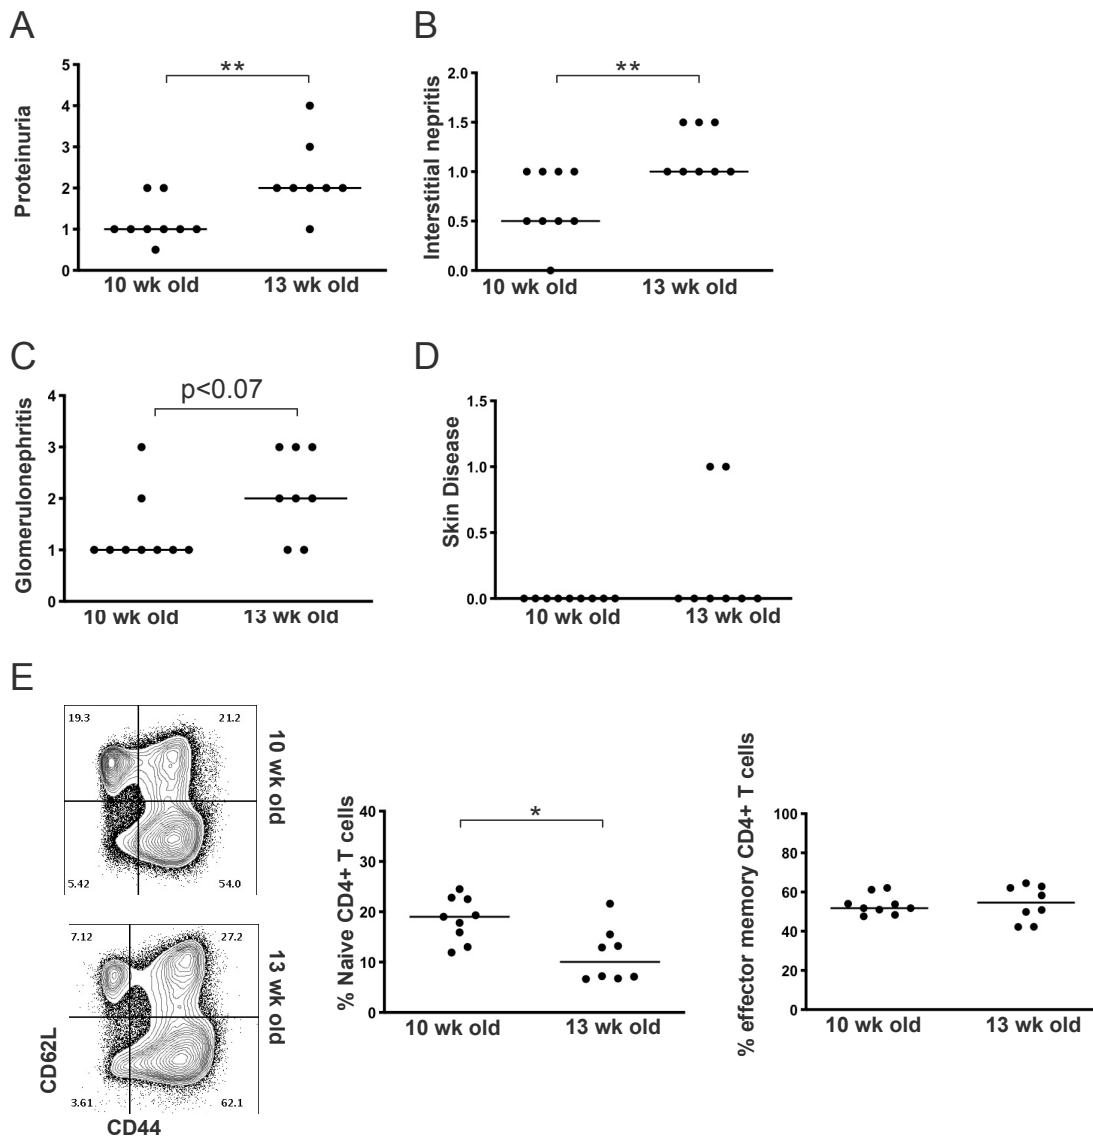 A
B
Proteinuria
5
4
3
2
1
0
**
10 wk old
13 wk old
Interstitial nepritis
2.0
1.5
1.0
0.5
0.0
**
10 wk old
13 wk old
C
D
Glomerulonephritis
4
3
2
1
0
p<0.07
10 wk old
13 wk old
Skin Disease
1.5
1.0
0.5
0.0
10 wk old
13 wk old
E
19.3
21.2
5.42
54.0
10 wk old
7.12
27.2
3.61
62.1
13 wk old
CD62L
CD44
% Naive CD4+ T cells
40
30
20
10
0
*
10 wk old
13 wk old
% effector memory CD4+ T cells
100
80
60
40
20
0
10 wk old
13 wk old